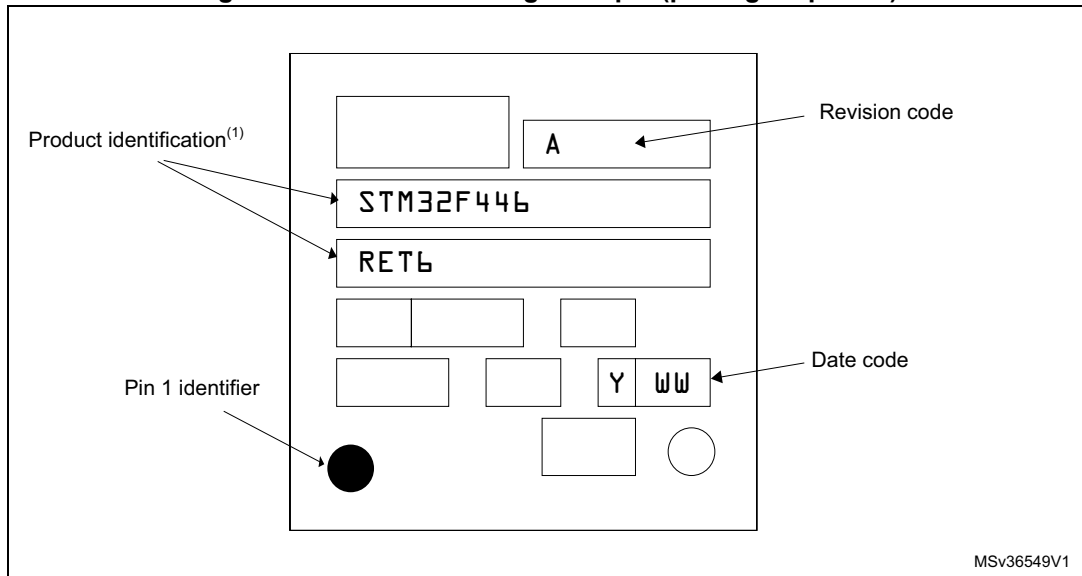 Revision code
Product identification(1)
A
STM32F446
RET6
Date code
Y WW
Pin 1 identifier
MSv36549V1